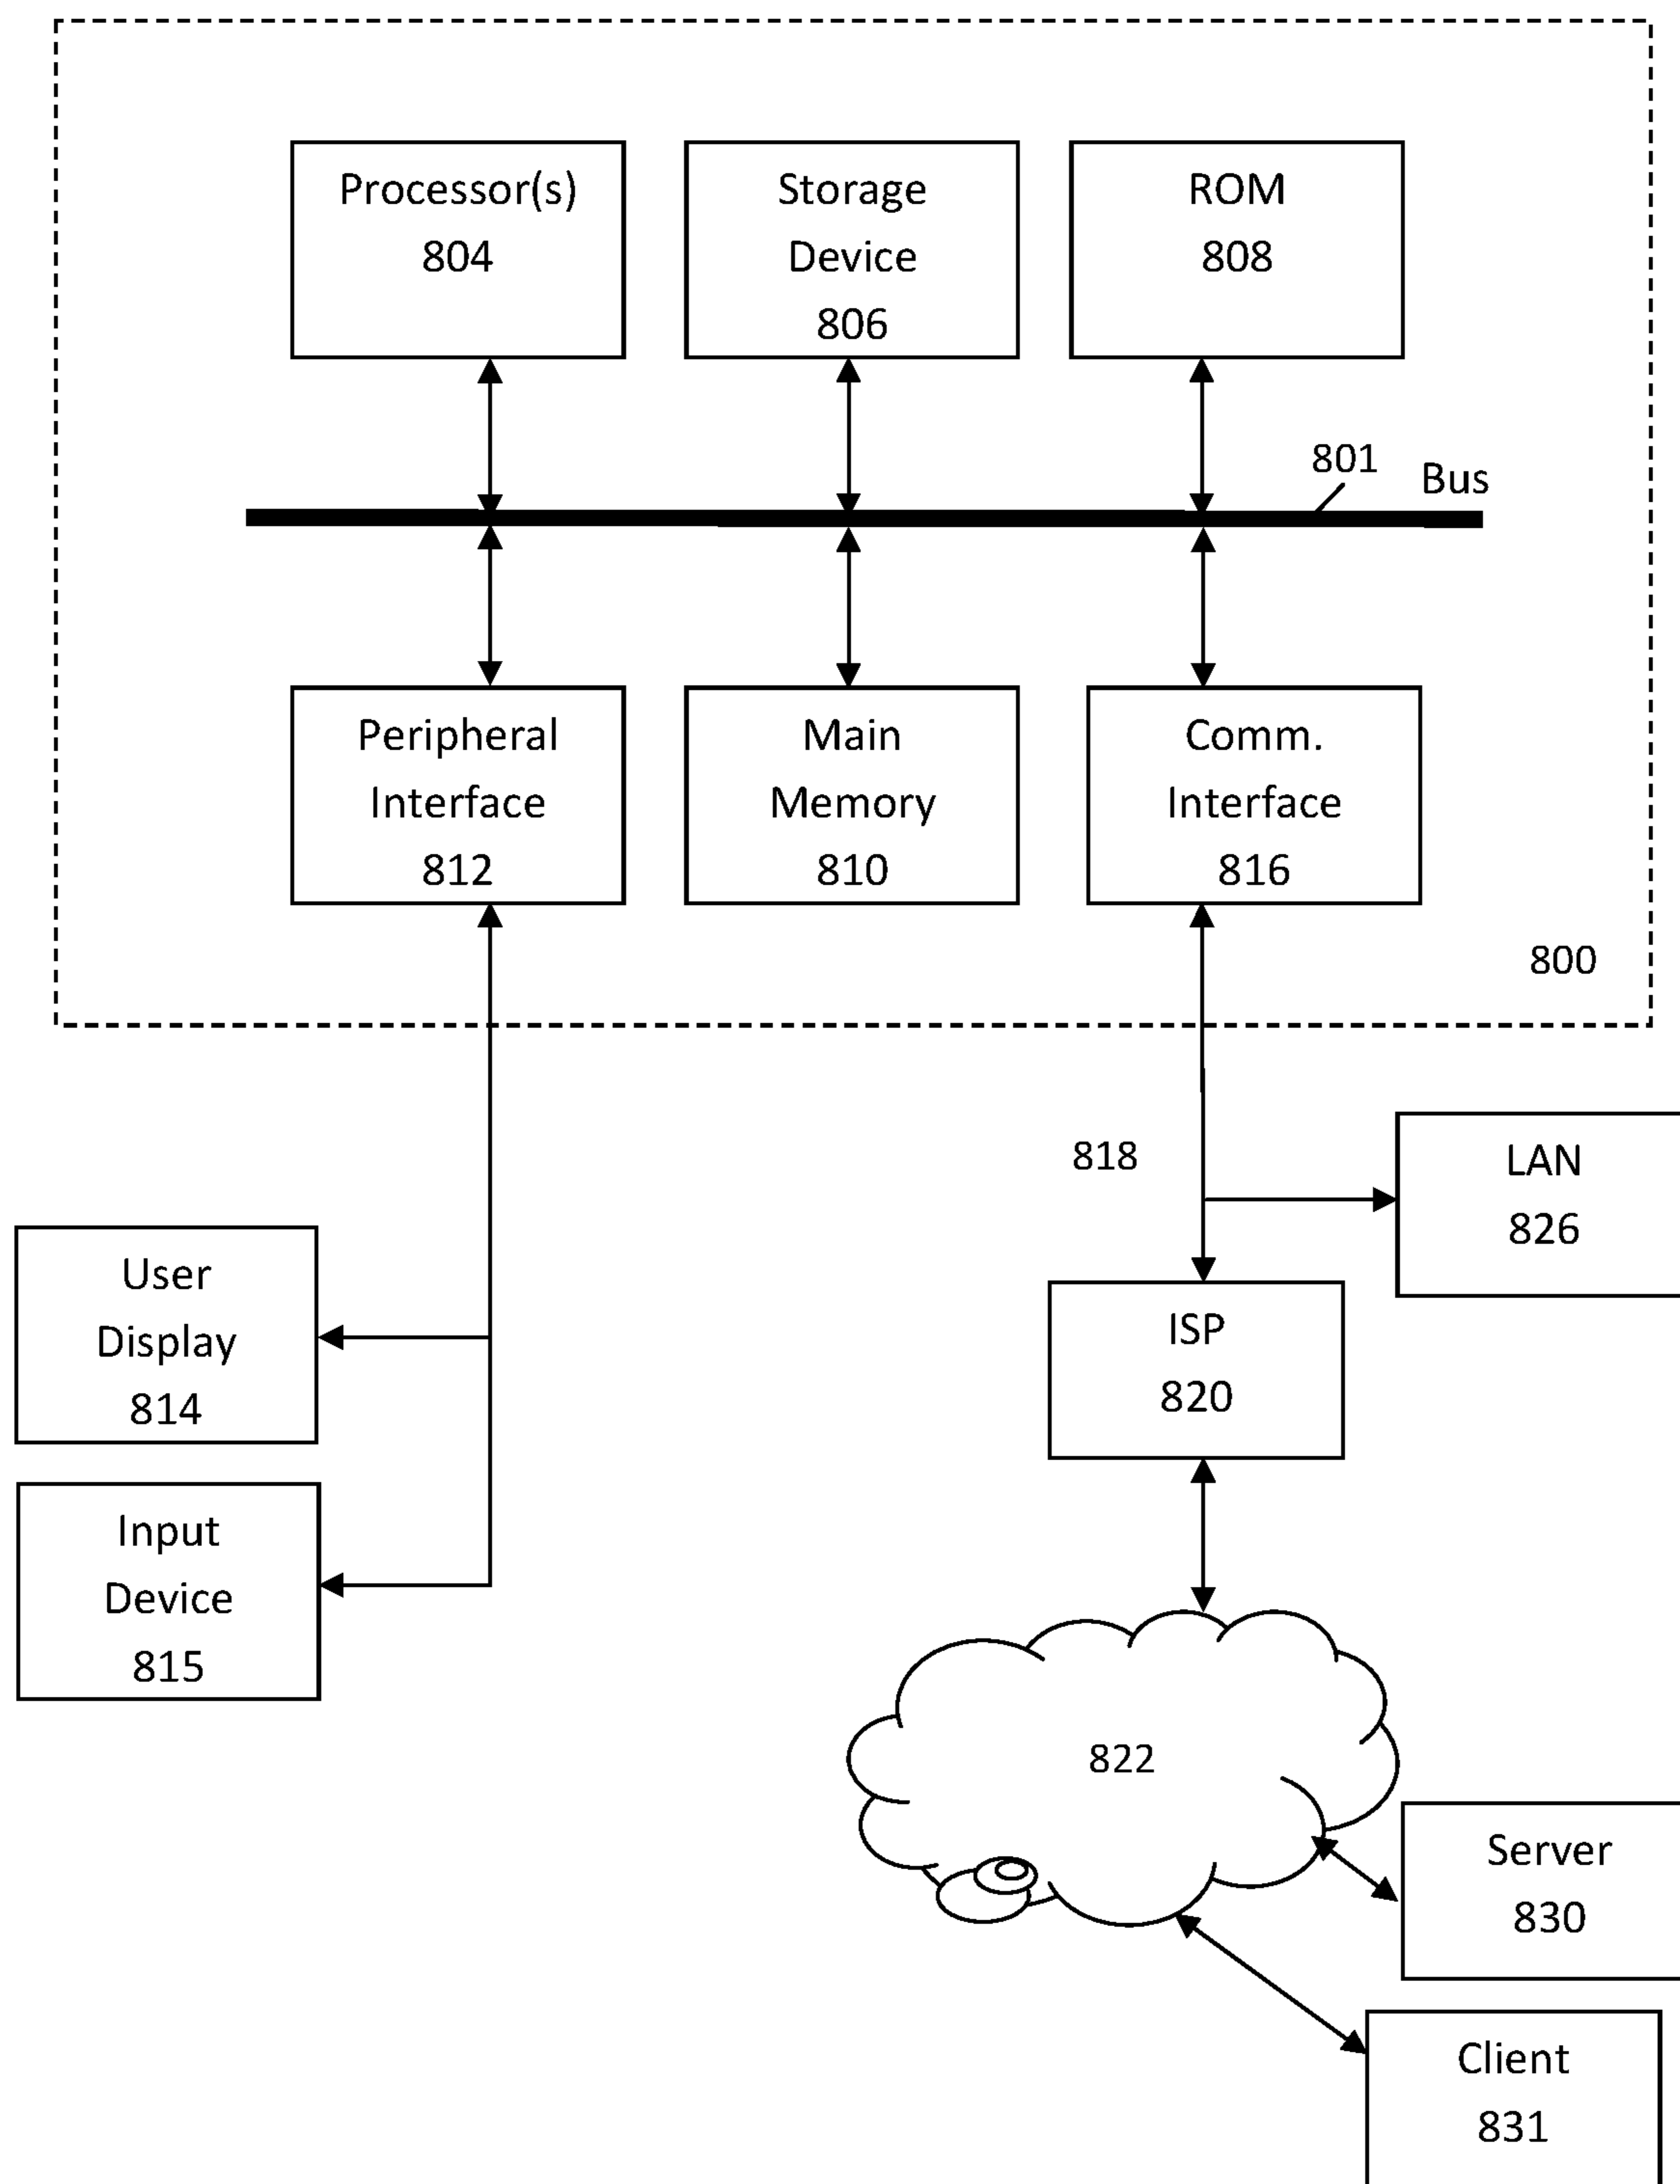 Processor(s)
804
Storage
Device
806
ROM
808
801
Bus
Peripheral
Interface
812
Main
Memory
810
Comm.
Interface
816
800
818
LAN
826
User
Display
814
ISP
820
Input
Device
815
822
Server
830
Client
831